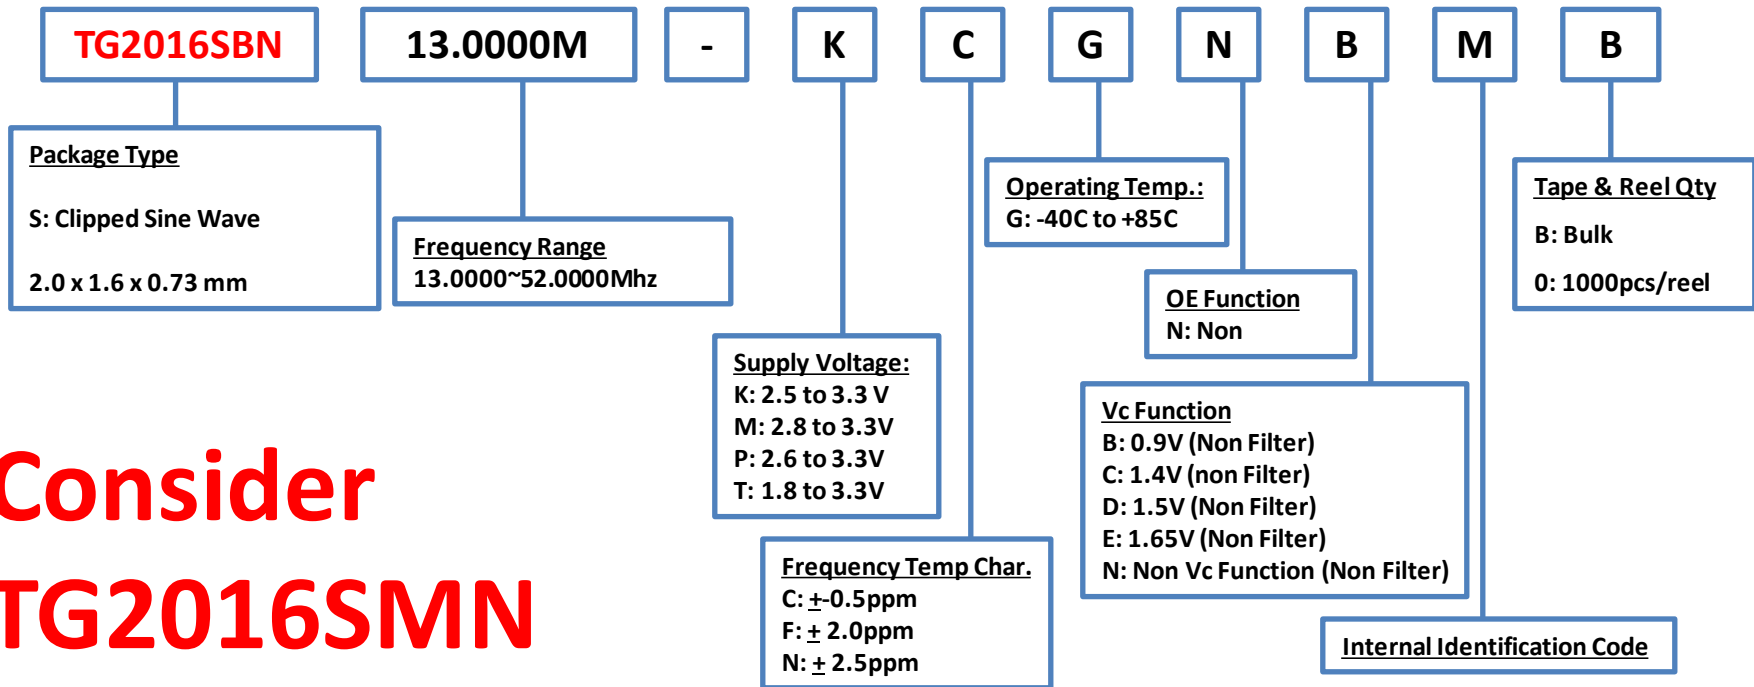 TG2016SBN 13.0000M - K C G N B M B
Package Type
S: Clipped Sine Wave
2.0 x 1.6 x 0.73 mm
Frequency Range
13.0000~52.0000Mhz
Supply Voltage:
K: 2.5 to 3.3 V
M: 2.8 to 3.3V
P: 2.6 to 3.3V
T: 1.8 to 3.3V
Frequency Temp Char.
C: +-0.5ppm
F: + 2.0ppm
N: + 2.5ppm
Operating Temp.:
G: -40C to +85C
OE Function
N: Non
Vc Function
B: 0.9V (Non Filter)
C: 1.4V (non Filter)
D: 1.5V (Non Filter)
E: 1.65V (Non Filter)
N: Non Vc Function (Non Filter)
Internal Identification Code
Tape & Reel Qty
B: Bulk
0: 1000pcs/reel
Consider
TG2016SMN